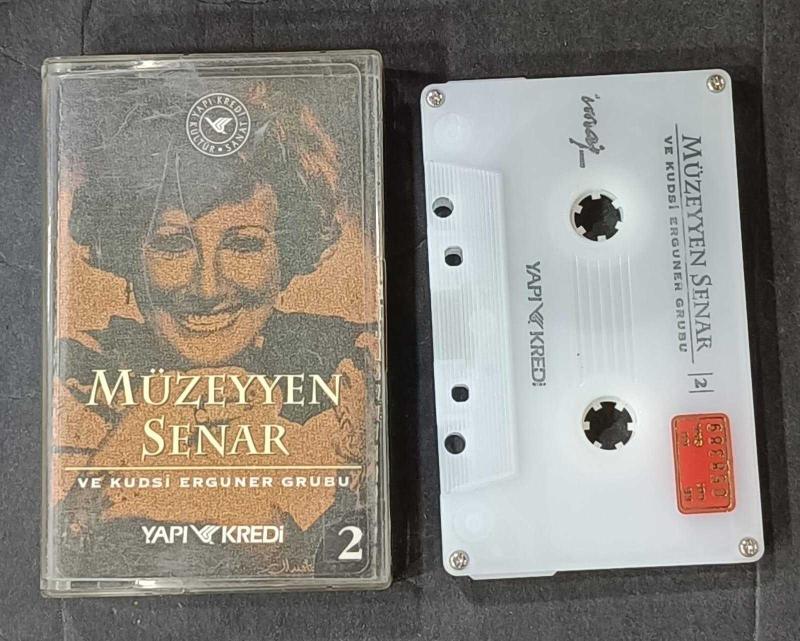 YAPI KREDİ
KÜLTÜR • SANAT
MÜZEYYEN
SENAR
VE KUDSİ ERGUNER GRUBU
YAPI KREDİ
2
imaj
MÜZEYYEN SENAR
VE KUDSİ ERGUNER GRUBU
2
YAPI KREDİ